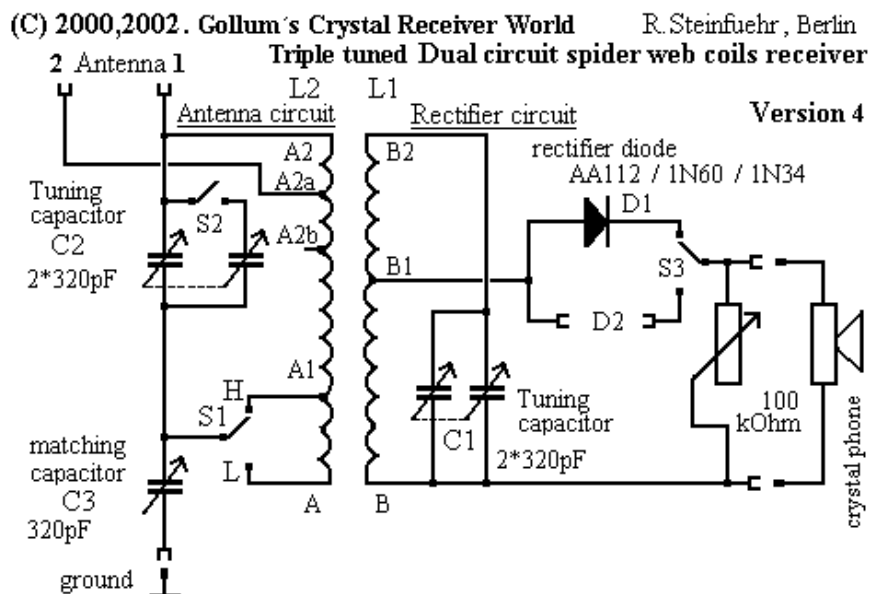 (C) 2000,2002. Gollum´s Crystal Receiver World R. Steinfuehr, Berlin
Triple tuned Dual circuit spider web coils receiver
2 Antenna 1
L2 L1
Antenna circuit
Rectifier circuit
Version 4
A2
B2
rectifier diode
AA112 / 1N60 / 1N34
A2a
D1
Tuning
capacitor
C2
2*320pF
S2
A2b
B1
S3
D2
A1
H
S1
L
C1
Tuning
capacitor
2*320pF
100
kOhm
crystal phone
matching
capacitor
C3
320pF
A
B
ground